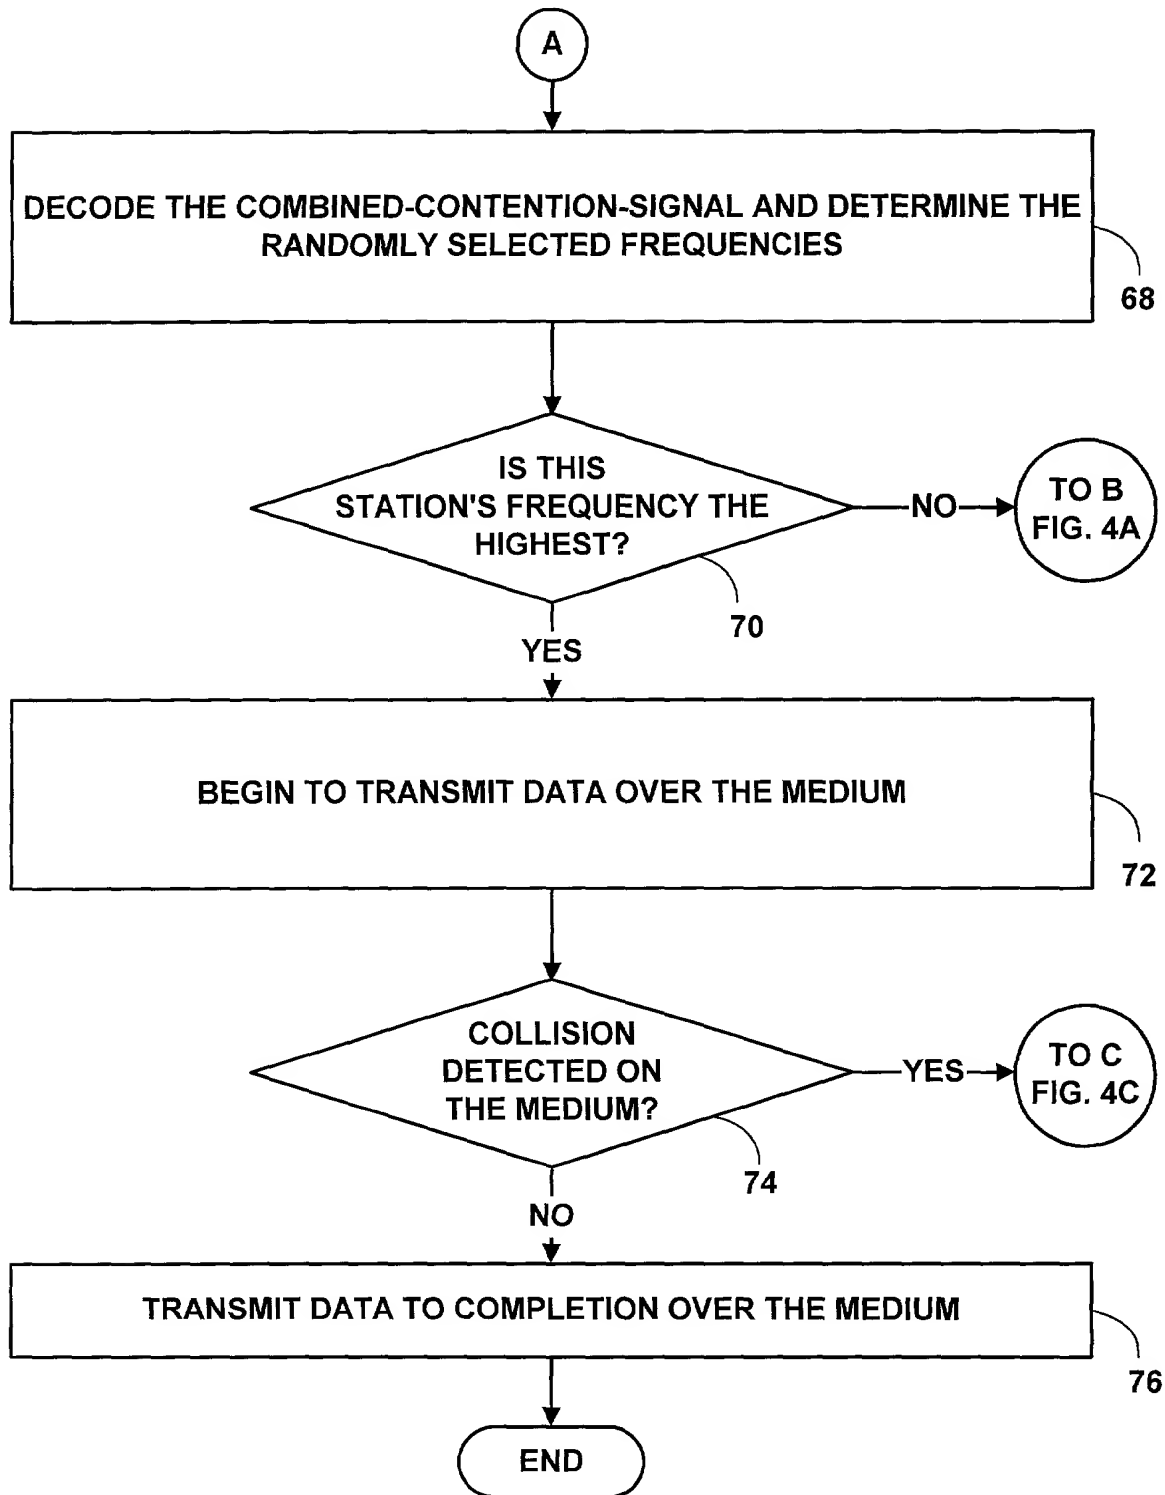 A
DECODE THE COMBINED-CONTENTION-SIGNAL AND DETERMINE THE
RANDOMLY SELECTED FREQUENCIES
68
IS THIS
STATION'S FREQUENCY THE
HIGHEST?
NO
TO B
FIG. 4A
70
YES
BEGIN TO TRANSMIT DATA OVER THE MEDIUM
72
COLLISION
DETECTED ON
THE MEDIUM?
YES
TO C
FIG. 4C
74
NO
TRANSMIT DATA TO COMPLETION OVER THE MEDIUM
76
END